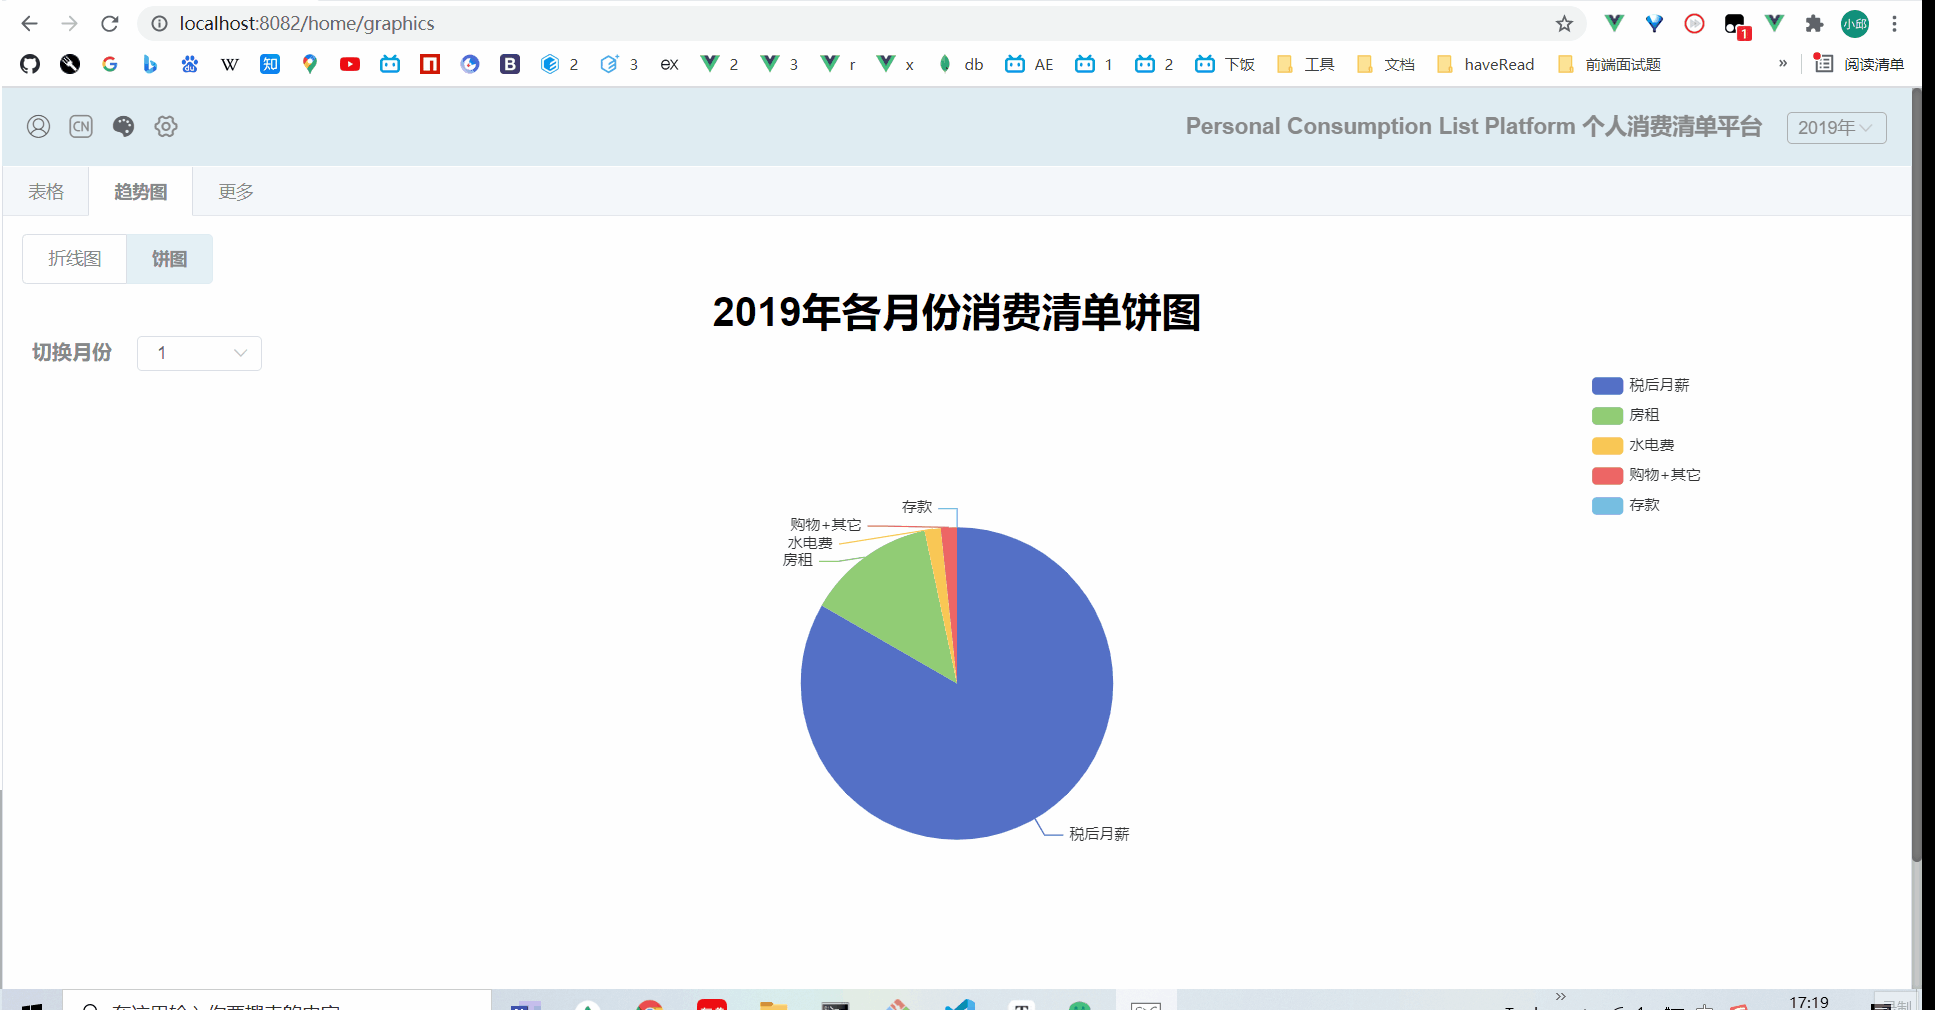 localhost:8082/home/graphics
1
小邱
知 B 2 3 eX 2 3 r x db AE 1 2 下饭 工具 文档 haveRead 前端面试题 » 阅读清单
CN
Personal Consumption List Platform 个人消费清单平台
2019年
表格 趋势图 更多
折线图 饼图
2019年各月份消费清单饼图
切换月份 1
税后月薪
房租
水电费
购物+其它
存款
存款
购物+其它
水电费
房租
税后月薪
17:19